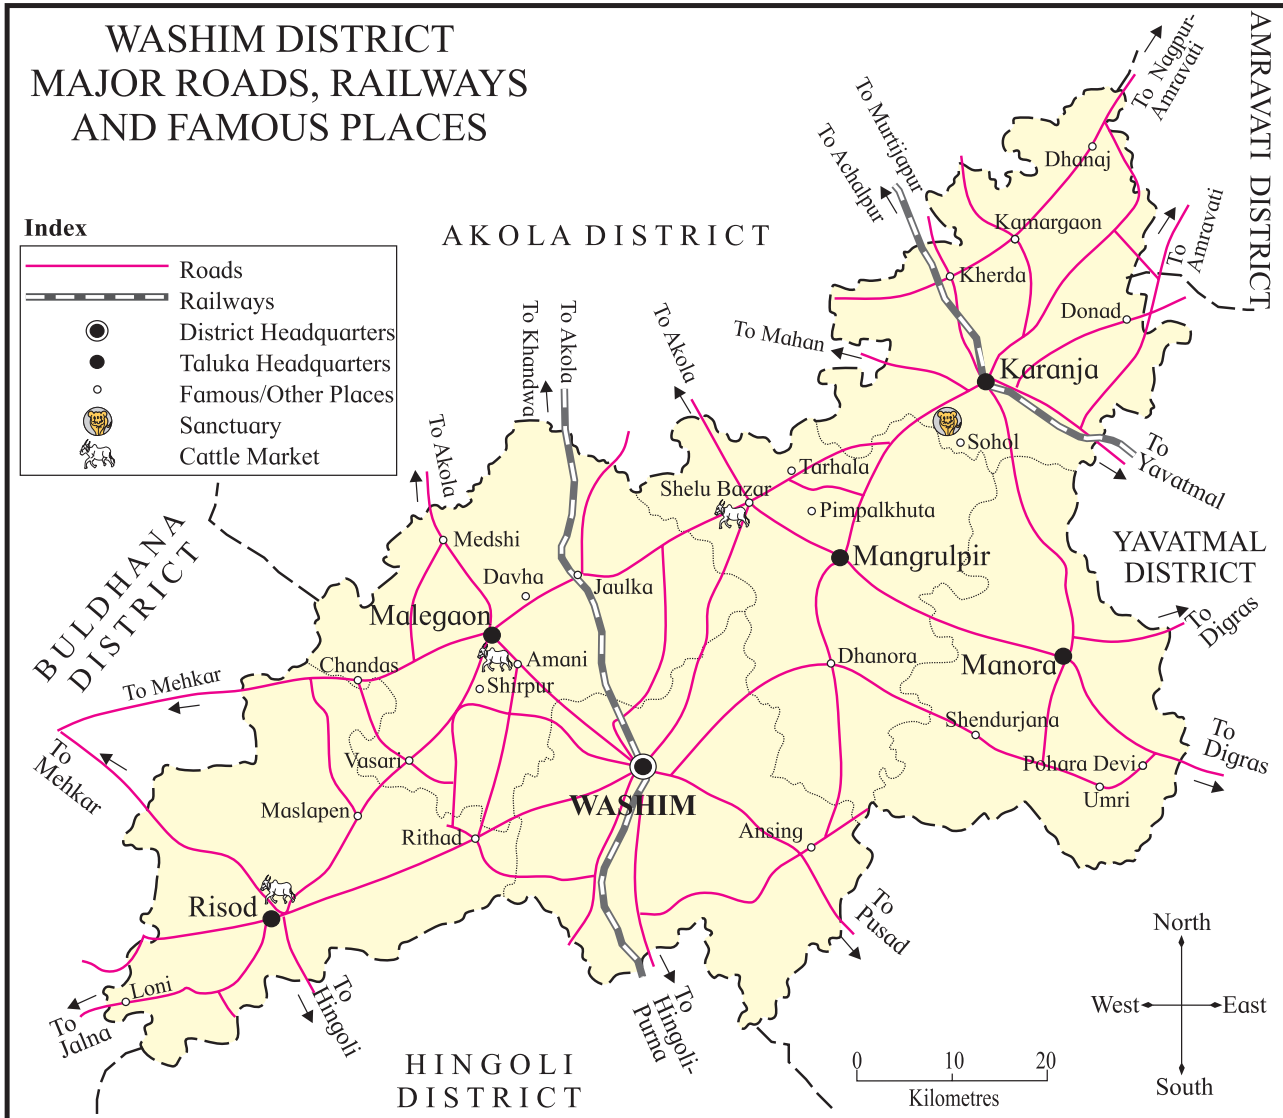 WASHIM DISTRICT
MAJOR ROADS, RAILWAYS
AND FAMOUS PLACES
Index
Roads
Railways
District Headquarters
Taluka Headquarters
Famous/Other Places
Sanctuary
Cattle Market
AKOLA DISTRICT
AMRAVATI DISTRICT
To Nagpur-
Amravati
To Murtijapur
To Achalpur
To
Amravati
Dhanaj
Kamargaon
Kherda
Donad
To Mahan
Karanja
To Khandwa
To Akola
To Akola
To Akola
Sohol
To
Yavatmal
Tarhala
Shelu Bazar
Pimpalkhuta
BULDHANA
DISTRICT
Medshi
Mangrulpir
YAVATMAL
DISTRICT
Davha
Jaulka
Malegaon
To
Digras
Chandas
Amani
Dhanora
Manora
To Mehkar
Shirpur
Shendurjana
To
Mehkar
Vasari
To
Digras
Pohara Devi
Umri
WASHIM
Maslapen
Rithad
Ansing
Risod
To
Pusad
Loni
To
Jalna
To
Hingoli
To
Hingoli-
Purna
HINGOLI
DISTRICT
North
West
East
South
0 10 20
Kilometres